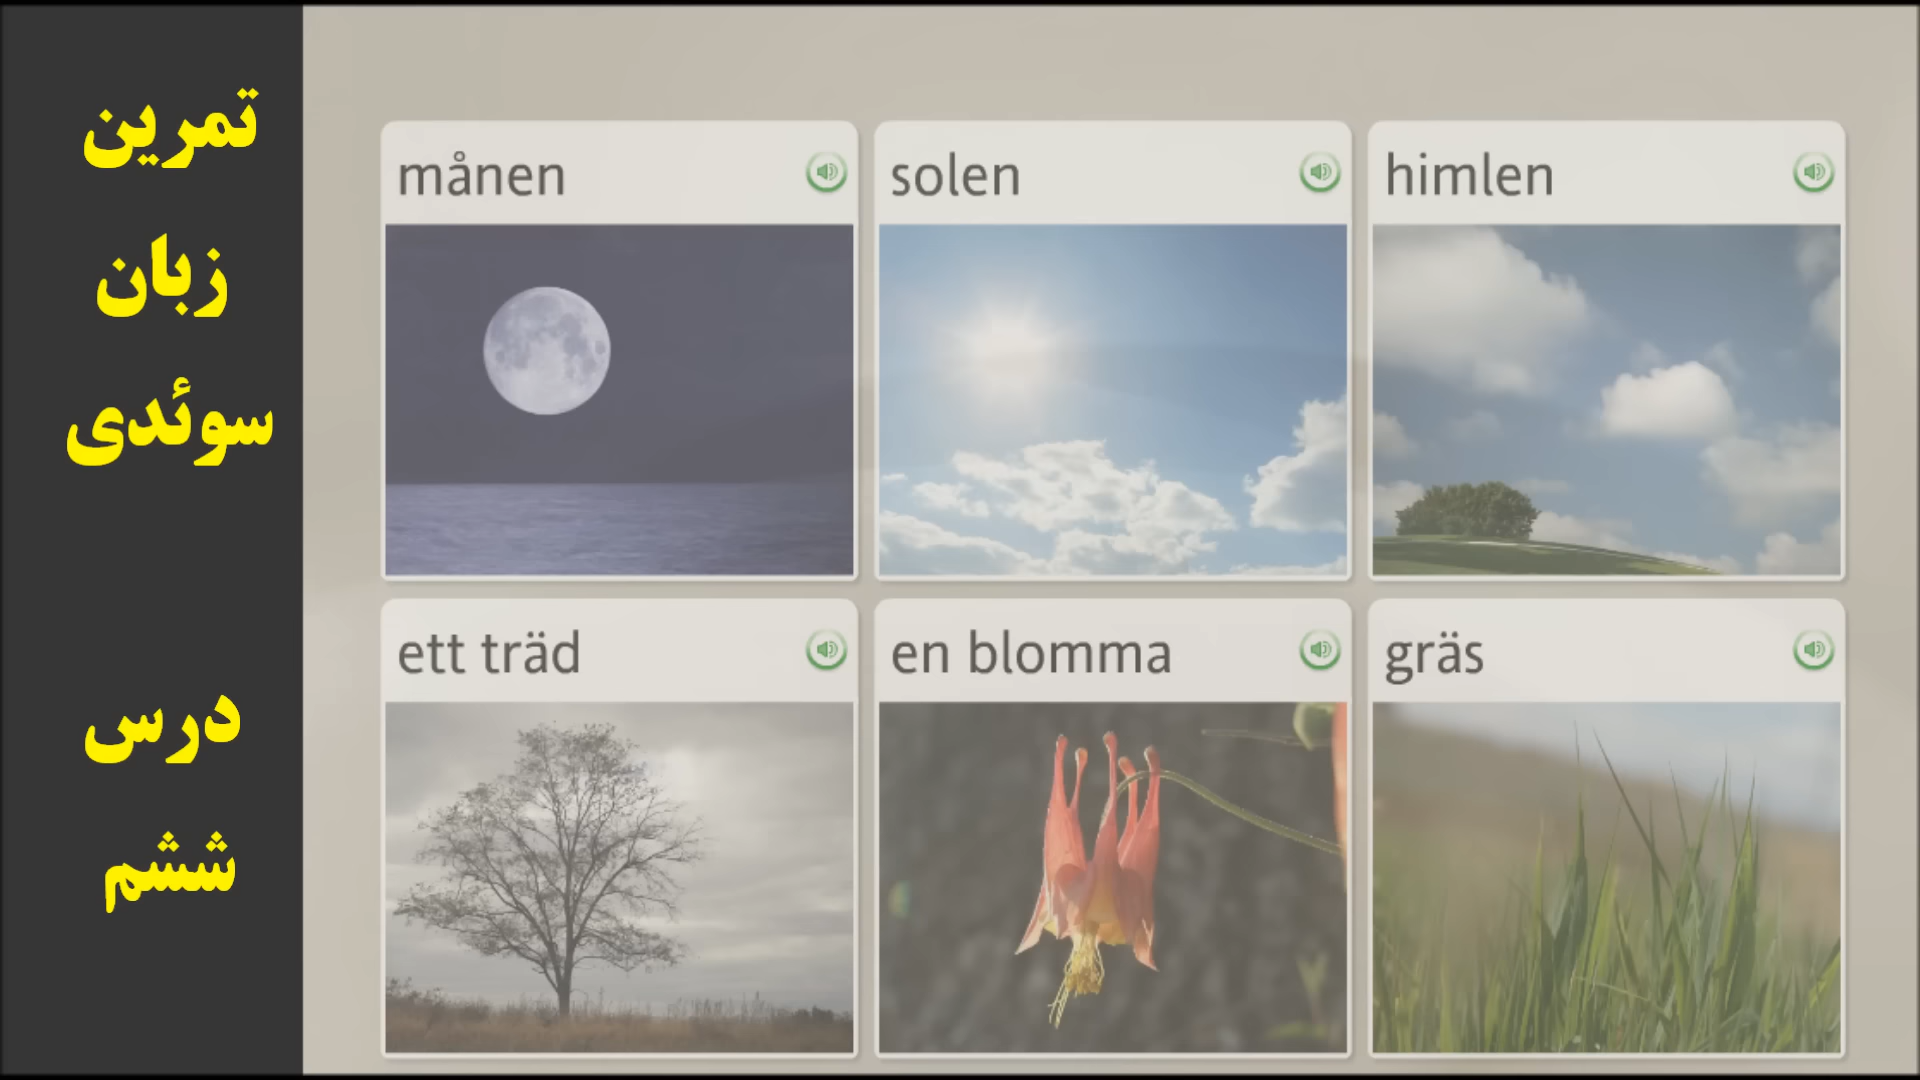 تمرین
زبان
سوئدی
درس
ششم
månen
solen
himlen
ett träd
en blomma
gräs